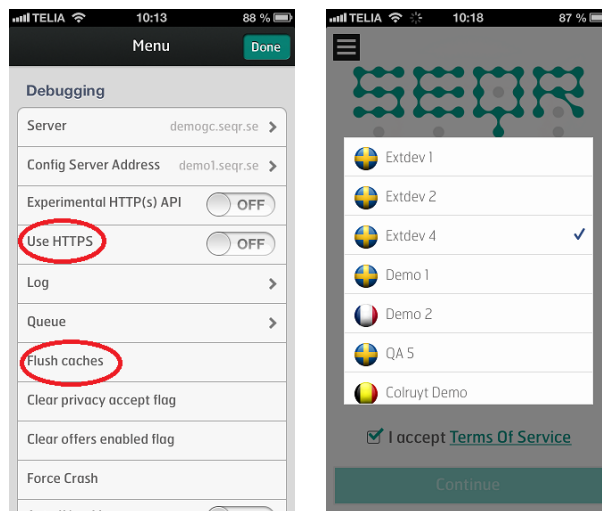 TELIA 10:13 88 %
Menu
Done
Debugging
Server demogc.seqr.se
Config Server Address demo1.seqr.se
Experimental HTTP(s) API OFF
Use HTTPS OFF
Log
Queue
Flush caches
Clear privacy accept flag
Clear offers enabled flag
Force Crash
TELIA 10:18 87 %
SEQR
Extdev 1
Extdev 2
Extdev 4
Demo 1
Demo 2
QA 5
Colruyt Demo
I accept Terms Of Service
Continue